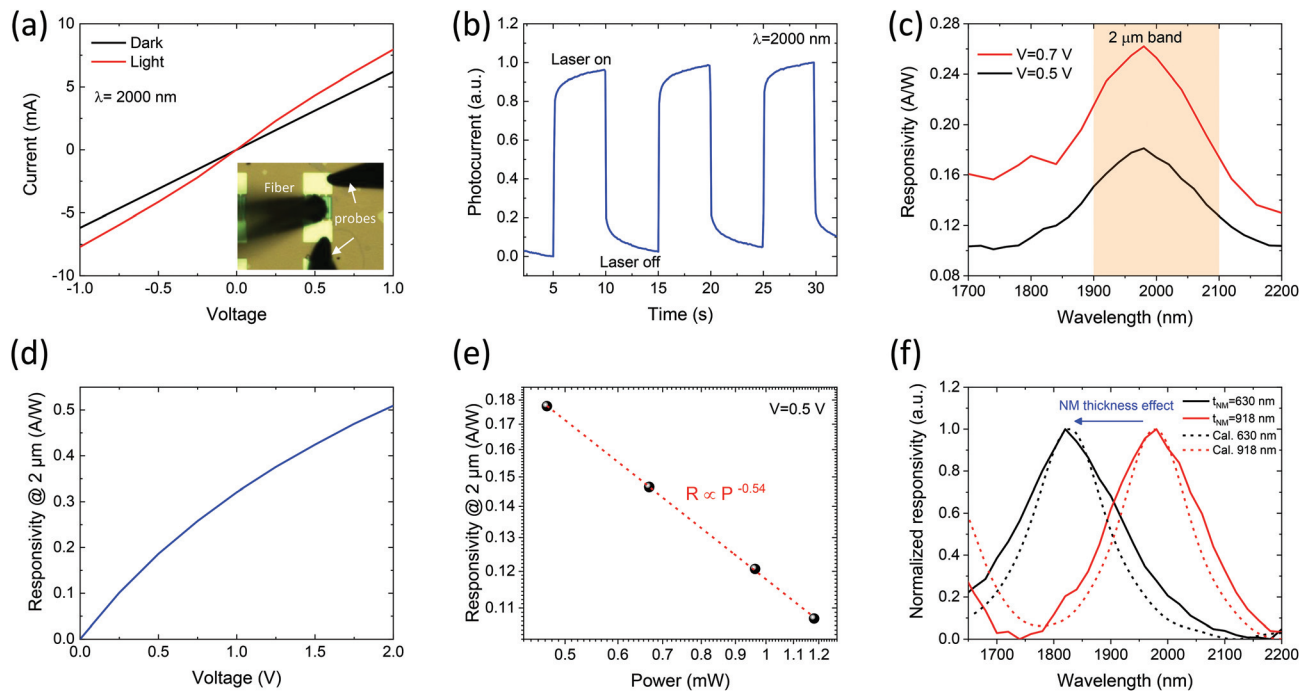 (a)
Dark
Light
λ= 2000 nm
Fiber
probes
Current (mA)
10
5
0
-5
-10
-1.0 -0.5 0.0 0.5 1.0
Voltage
(b)
λ=2000 nm
Laser on
Laser off
Photocurrent (a.u.)
1.2
1.0
0.8
0.6
0.4
0.2
0.0
5 10 15 20 25 30
Time (s)
(c)
2 μm band
V=0.7 V
V=0.5 V
Responsivity (A/W)
0.28
0.24
0.20
0.16
0.12
0.08
1700 1800 1900 2000 2100 2200
Wavelength (nm)
(d)
Responsivity @ 2 μm (A/W)
0.5
0.4
0.3
0.2
0.1
0.0
0.0 0.5 1.0 1.5 2.0
Voltage (V)
(e)
V=0.5 V
R ∝ P -0.54
Responsivity @ 2 μm (A/W)
0.18
0.17
0.16
0.15
0.14
0.13
0.12
0.11
0.5 0.6 0.7 0.8 0.9 1 1.1 1.2
Power (mW)
(f)
NM thickness effect
tNM=630 nm
tNM=918 nm
Cal. 630 nm
Cal. 918 nm
Normalized responsivity (a.u.)
1.2
1.0
0.8
0.6
0.4
0.2
0.0
1700 1800 1900 2000 2100 2200
Wavelength (nm)